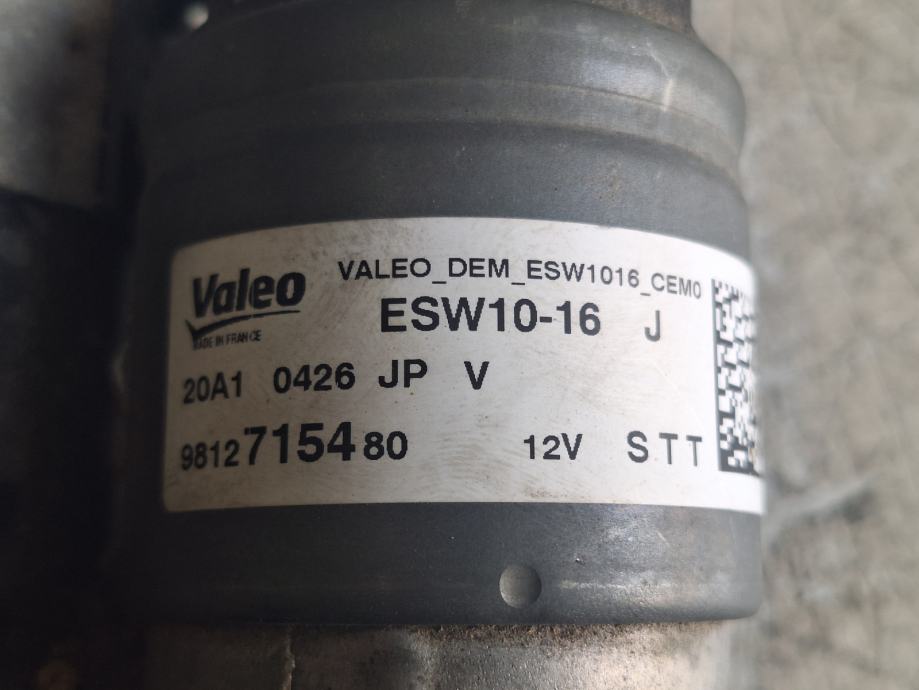 Valeo
MADE IN FRANCE
VALEO_DEM_ESW1016_CEM0
ESW10-16 J
20A1 0426 JP V
9812715480 12V STT